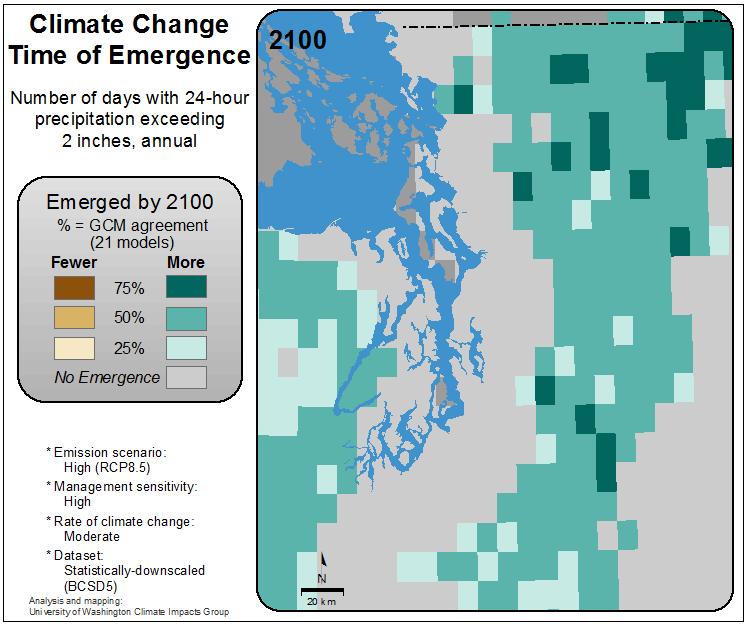 Climate Change
Time of Emergence
Number of days with 24-hour
precipitation exceeding
2 inches, annual
Emerged by 2100
% = GCM agreement
(21 models)
Fewer More
75%
50%
25%
No Emergence
* Emission scenario:
High (RCP8.5)
* Management sensitivity:
High
* Rate of climate change:
Moderate
* Dataset:
Statistically-downscaled
(BCSD5)
Analysis and mapping:
University of Washington Climate Impacts Group
2100
N
20 km